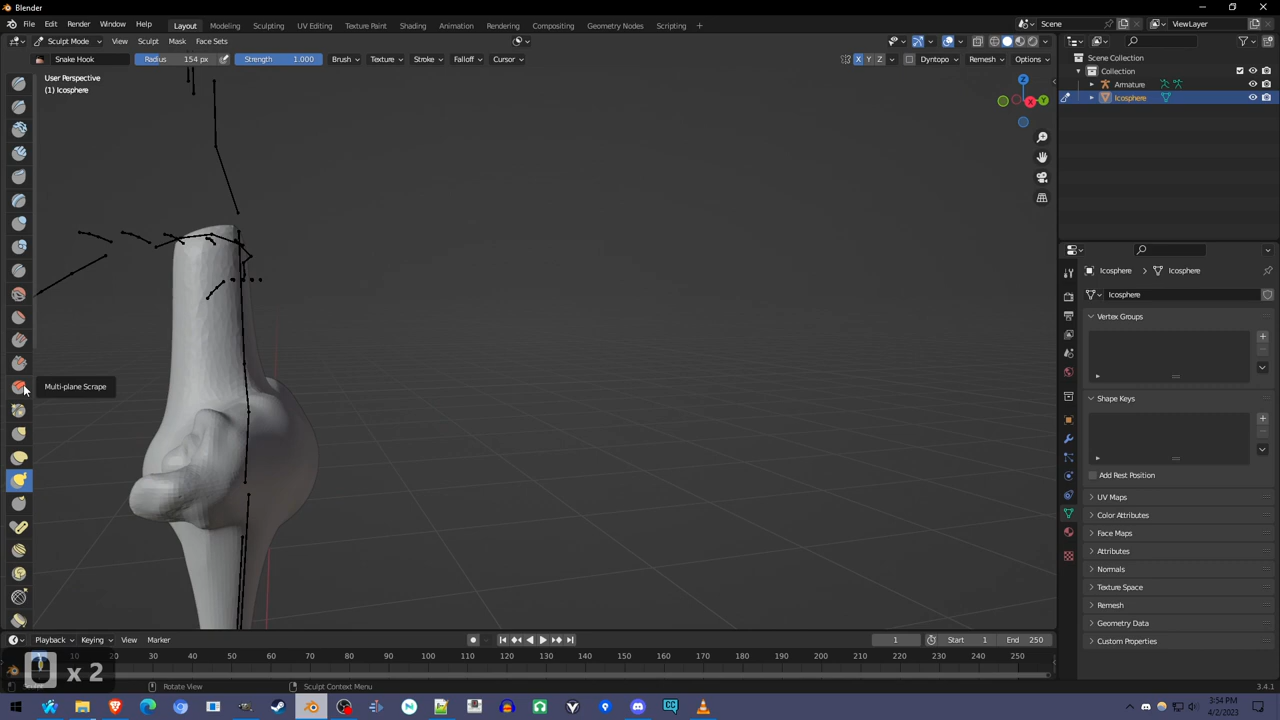 Blender
File Edit Render Window Help Layout Modeling Sculpting UV Editing Texture Paint Shading Animation Rendering Compositing Geometry Nodes Scripting + Scene ViewLayer
Sculpt Mode View Sculpt Mask Face Sets
Snake Hook Radius 154 px Strength 1.000 Brush Texture Stroke Falloff Cursor X Y Z Dyntopo Remesh Options
Scene Collection
Collection
Armature
Icosphere
User Perspective
(1) Icosphere
Z
X
Y
Icosphere > Icosphere
Icosphere
Vertex Groups
Shape Keys
Add Rest Position
UV Maps
Color Attributes
Face Maps
Attributes
Normals
Texture Space
Remesh
Geometry Data
Custom Properties
Multi-plane Scrape
Playback Keying View Marker 1 Start 1 End 250
10 20 30 40 50 60 70 80 90 100 110 120 130 140 150 160 170 180 190 200 210 220 230 240 250
x 2
Rotate View Sculpt Context Menu 3.4.1
3:54 PM
4/2/2023